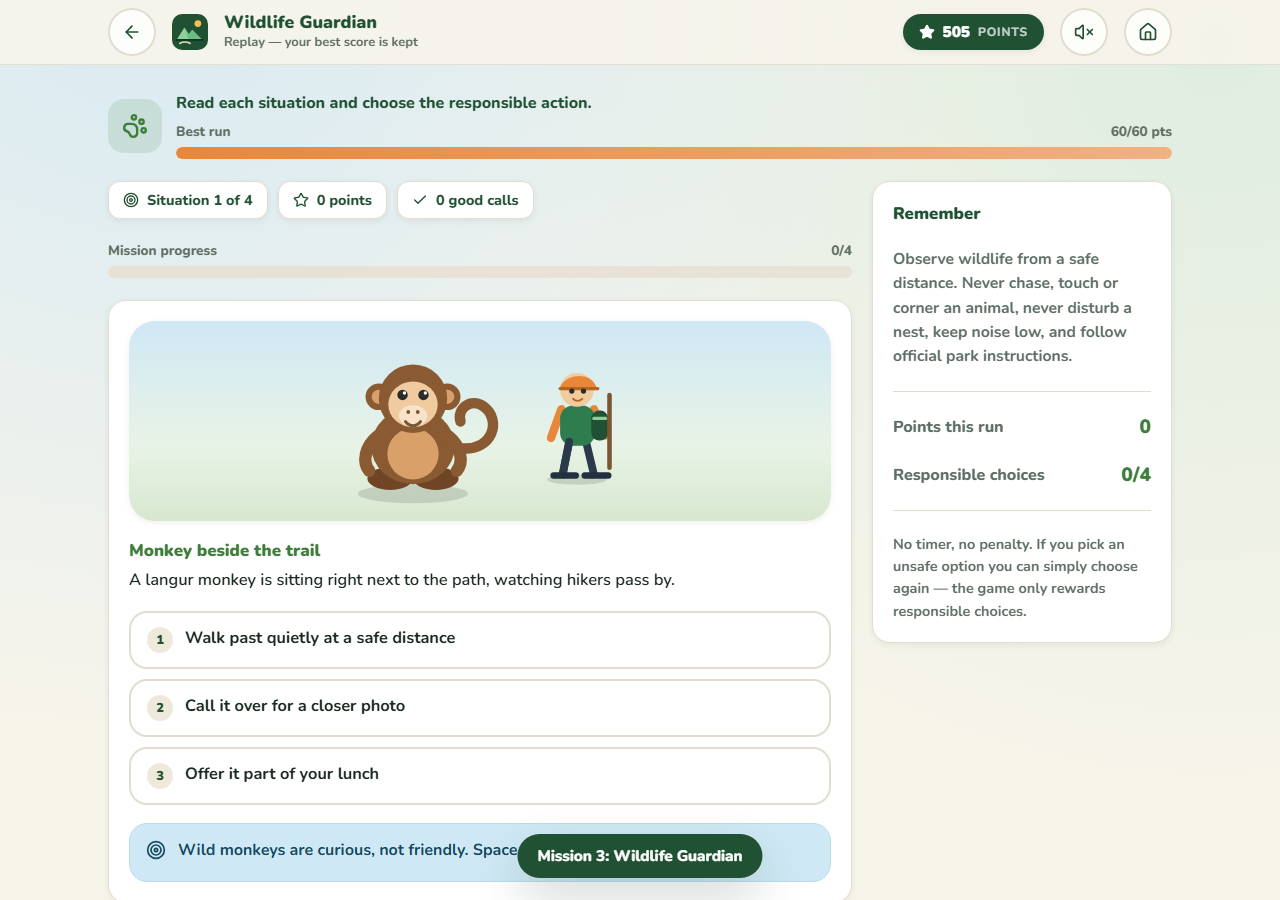 Wildlife Guardian
Replay — your best score is kept
505 POINTS
Read each situation and choose the responsible action.
Best run
60/60 pts
Situation 1 of 4
0 points
0 good calls
Mission progress
0/4
Monkey beside the trail
A langur monkey is sitting right next to the path, watching hikers pass by.
1 Walk past quietly at a safe distance
2 Call it over for a closer photo
3 Offer it part of your lunch
Wild monkeys are curious, not friendly. Space
Mission 3: Wildlife Guardian
Remember
Observe wildlife from a safe
distance. Never chase, touch or
corner an animal, never disturb a
nest, keep noise low, and follow
official park instructions.
Points this run
0
Responsible choices
0/4
No timer, no penalty. If you pick an
unsafe option you can simply choose
again — the game only rewards
responsible choices.